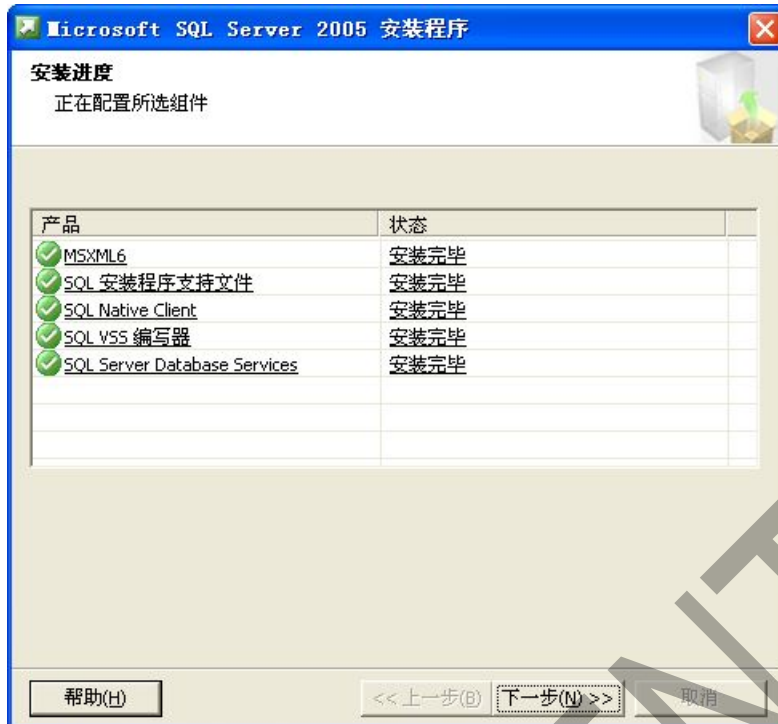 Microsoft SQL Server 2005 安装程序
安装进度
正在配置所选组件
产品 状态
MSXML6 安装完毕
SQL 安装程序支持文件 安装完毕
SQL Native Client 安装完毕
SQL VSS 编写器 安装完毕
SQL Server Database Services 安装完毕
帮助(H) << 上一步(B) 下一步(N) >> 取消